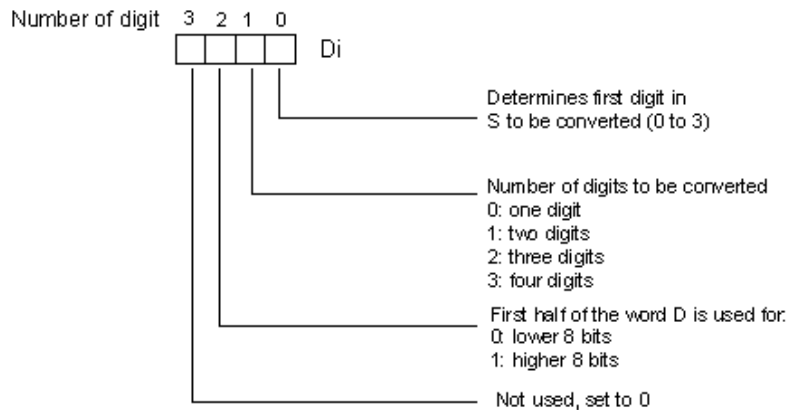 Number of digit 3 2 1 0
Di
Determines first digit in
S to be converted (0 to 3)
Number of digits to be converted
0: one digit
1: two digits
2: three digits
3: four digits
First half of the word D is used for:
0: lower 8 bits
1: higher 8 bits
Not used, set to 0